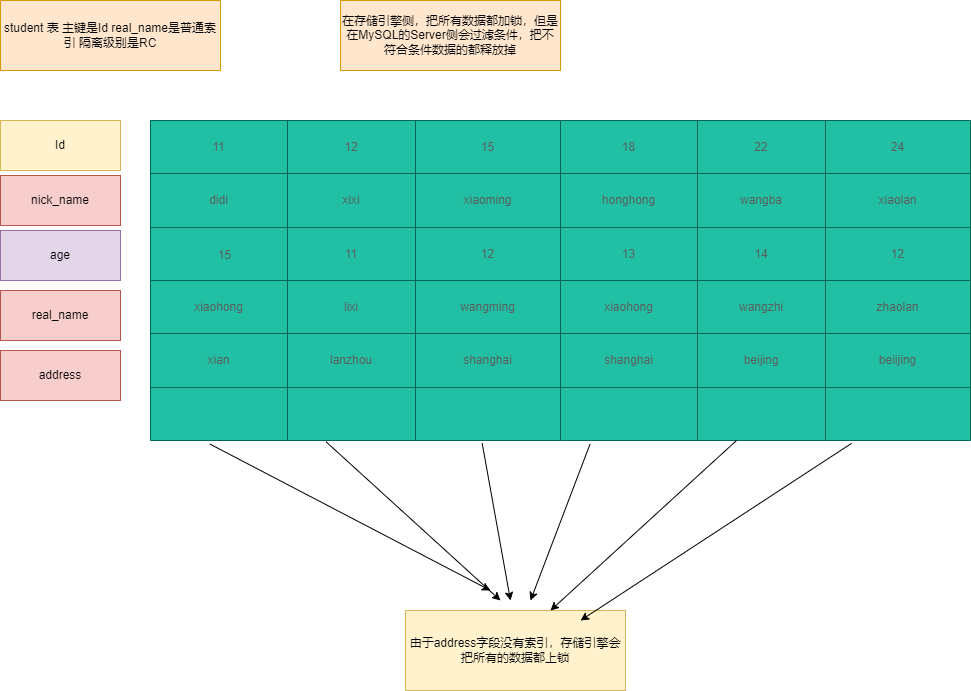 student 表 主键是Id real_name是普通索
引 隔离级别是RC
在存储引擎侧，把所有数据都加锁，但是
在MySQL的Server侧会过滤条件，把不
符合条件数据的都释放掉
Id 11 12 15 18 22 24
nick_name didi xixi xiaoming honghong wangba xiaolan
age 15 11 12 13 14 12
real_name xiaohong lixi wangming xiaohong wangzhi zhaolan
address xian lanzhou shanghai shanghai beijing beiijing
由于address字段没有索引，存储引擎会
把所有的数据都上锁